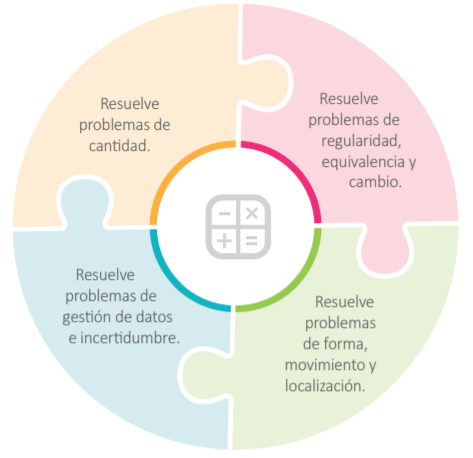 Resuelve
problemas de
cantidad.
Resuelve
problemas de
regularidad,
equivalencia y
cambio.
Resuelve
problemas de
gestión de datos
e incertidumbre.
Resuelve
problemas
de forma,
movimiento y
localización.